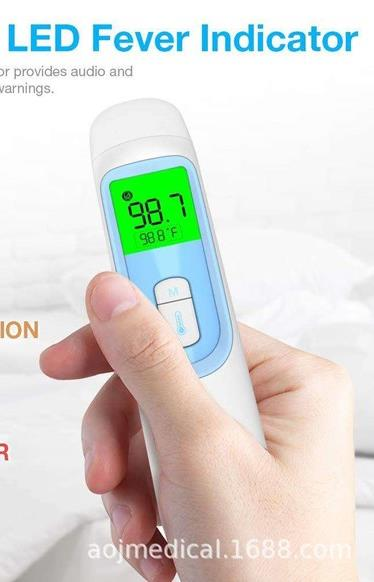 LED Fever Indicator
or provides audio and
warnings.
98.7
98.8°F
M
ION
R
aojmedical.1688.com